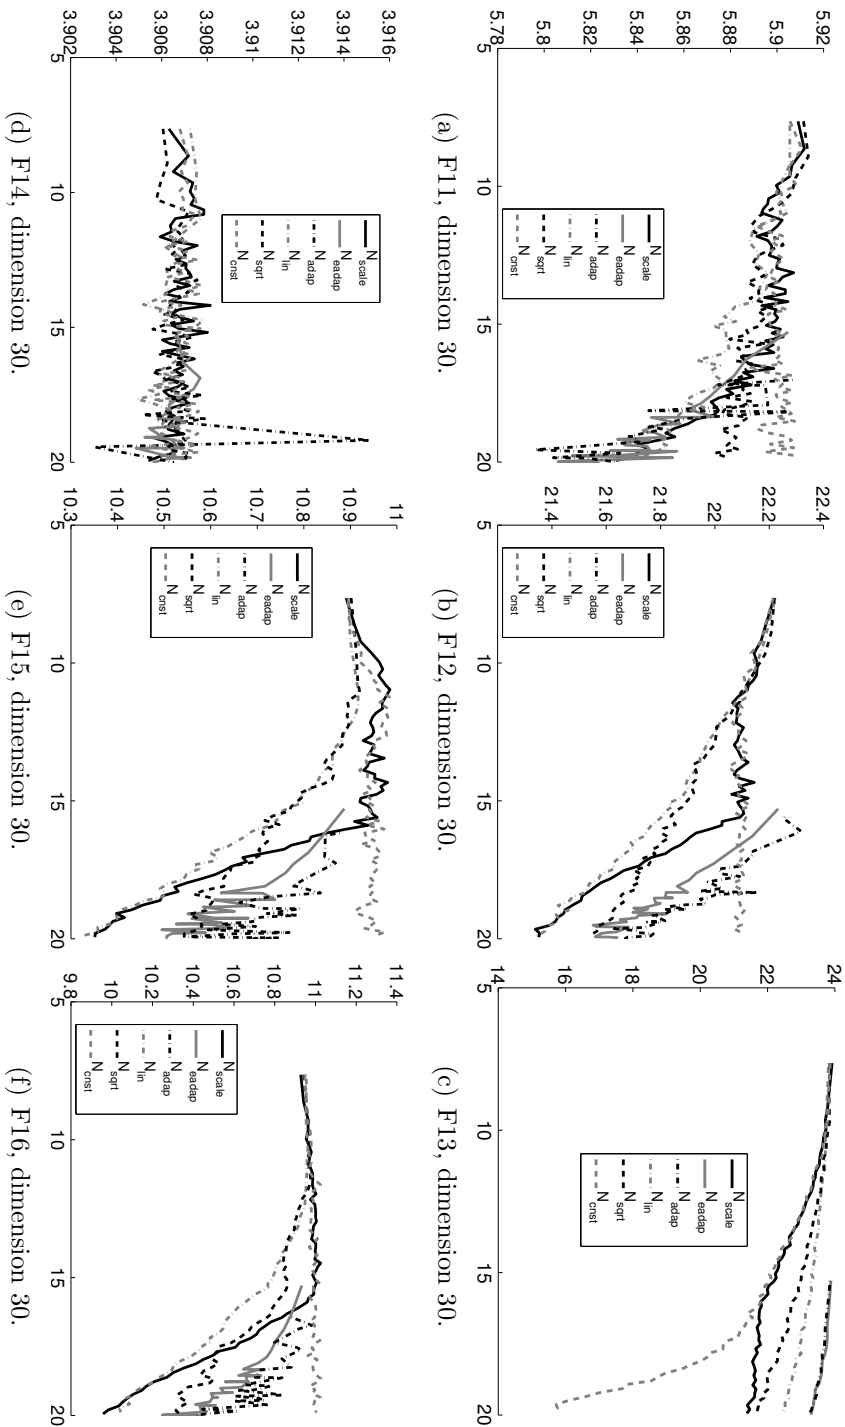 5.92
5.9
5.88
5.86
5.84
5.82
5.8
5.78
N scale
N eadap
N adap
N lin
N sqrt
N cnst
5 10 15 20
(a) F11, dimension 30.
22.4
22.2
22
21.8
21.6
21.4
N scale
N eadap
N adap
N lin
N sqrt
N cnst
5 10 15 20
(b) F12, dimension 30.
24
22
20
18
16
14
N scale
N eadap
N adap
N lin
N sqrt
N cnst
5 10 15 20
(c) F13, dimension 30.
3.916
3.914
3.912
3.91
3.908
3.906
3.904
3.902
N scale
N eadap
N adap
N lin
N sqrt
N cnst
5 10 15 20
(d) F14, dimension 30.
11
10.9
10.8
10.7
10.6
10.5
10.4
10.3
N scale
N eadap
N adap
N lin
N sqrt
N cnst
5 10 15 20
(e) F15, dimension 30.
11.4
11.2
11
10.8
10.6
10.4
10.2
10
9.8
N scale
N eadap
N adap
N lin
N sqrt
N cnst
5 10 15 20
(f) F16, dimension 30.